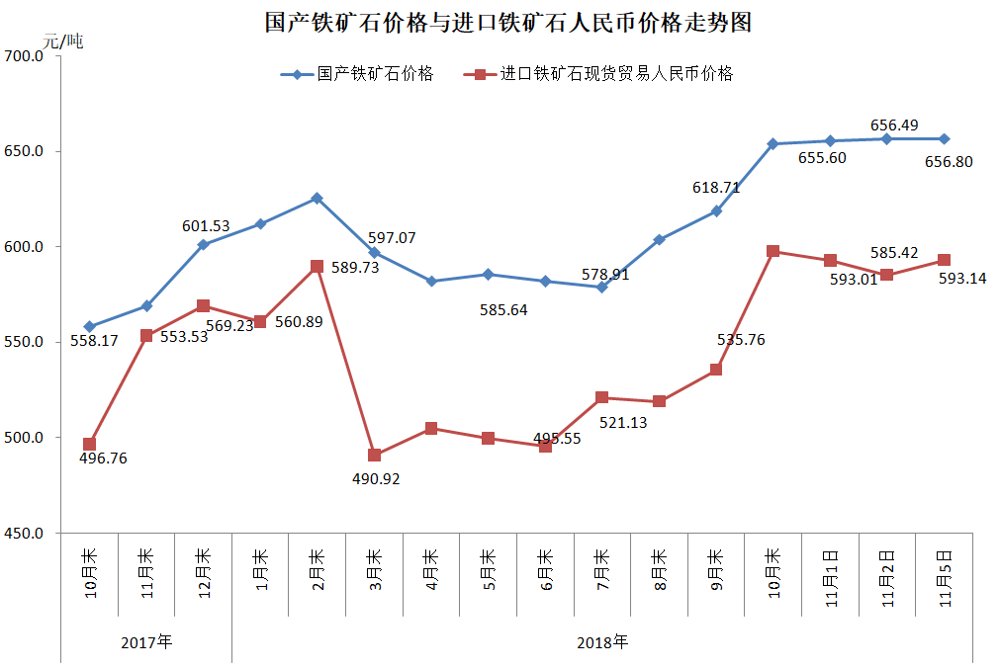 国产铁矿石价格与进口铁矿石人民币价格走势图
元/吨
国产铁矿石价格 进口铁矿石现货贸易人民币价格
700.0
650.0
600.0
550.0
500.0
450.0
558.17
601.53
597.07
585.64
578.91
618.71
655.60
656.49
656.80
496.76
553.53
569.23
560.89
589.73
490.92
495.55
521.13
535.76
593.01
585.42
593.14
10月末
11月末
12月末
1月末
2月末
3月末
4月末
5月末
6月末
7月末
8月末
9月末
10月末
11月1日
11月2日
11月5日
2017年 2018年